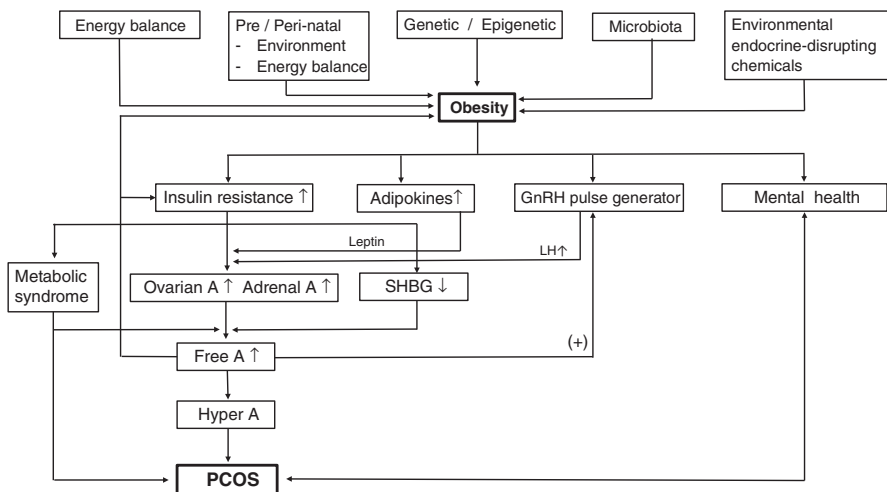 Energy balance
Pre / Peri-natal
- Environment
- Energy balance
Genetic / Epigenetic
Microbiota
Environmental
endocrine-disrupting
chemicals
Obesity
Insulin resistance ↑
Adipokines↑
GnRH pulse generator
Mental health
Leptin
LH↑
Metabolic
syndrome
Ovarian A ↑ Adrenal A ↑
SHBG ↓
Free A ↑
(+)
Hyper A
PCOS